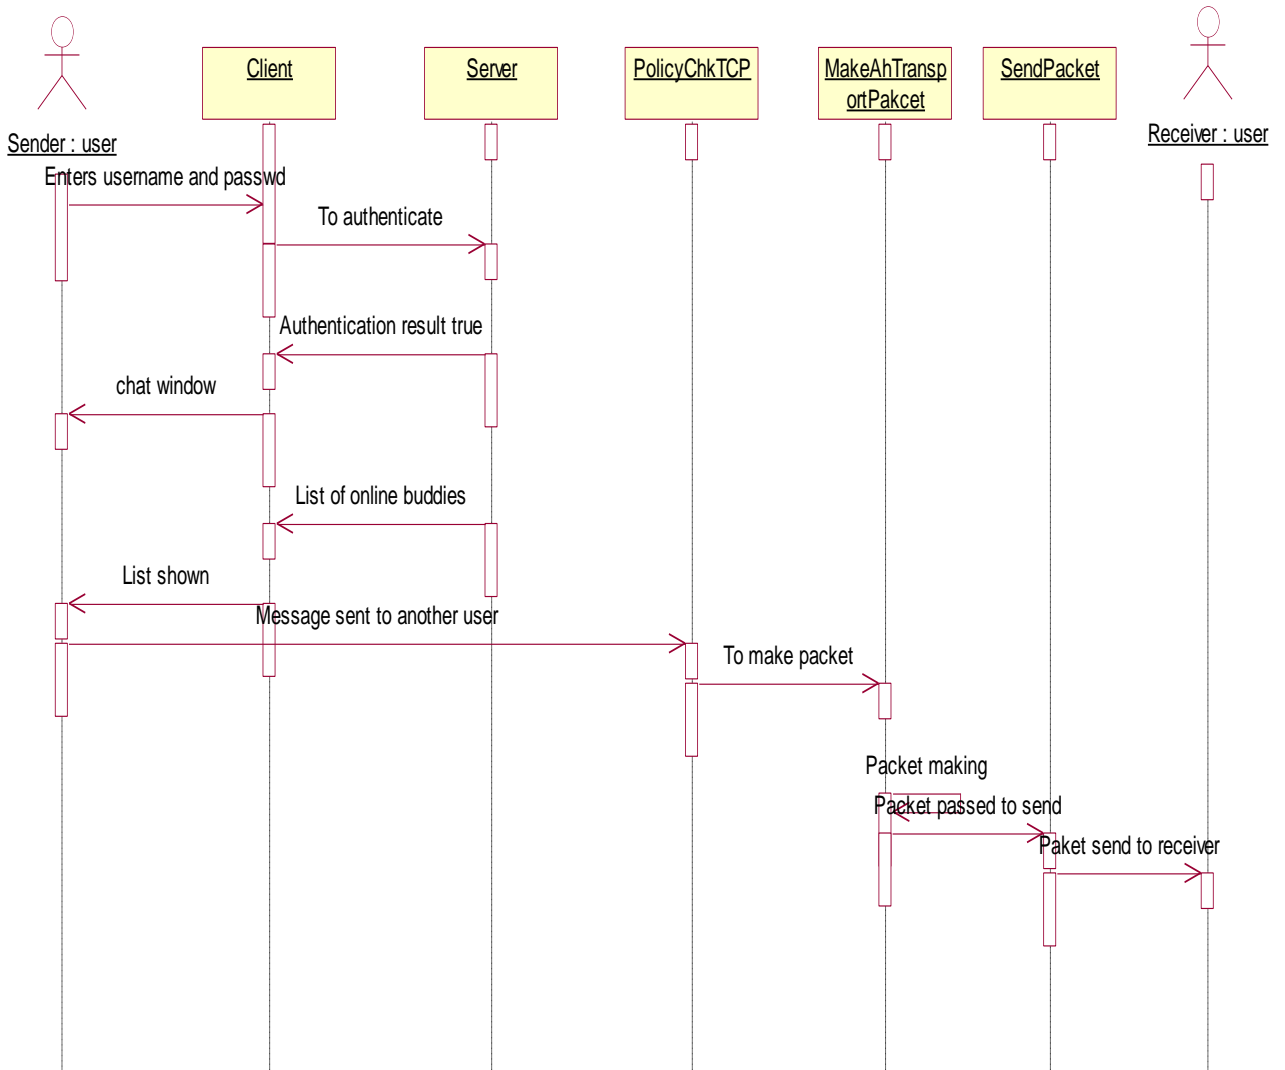 Client
Server
PolicyChkTCP
MakeAhTransp
ortPakcet
SendPacket
Sender : user
Receiver : user
Enters username and passwd
To authenticate
Authentication result true
chat window
List of online buddies
List shown
Message sent to another user
To make packet
Packet making
Packet passed to send
Paket send to receiver